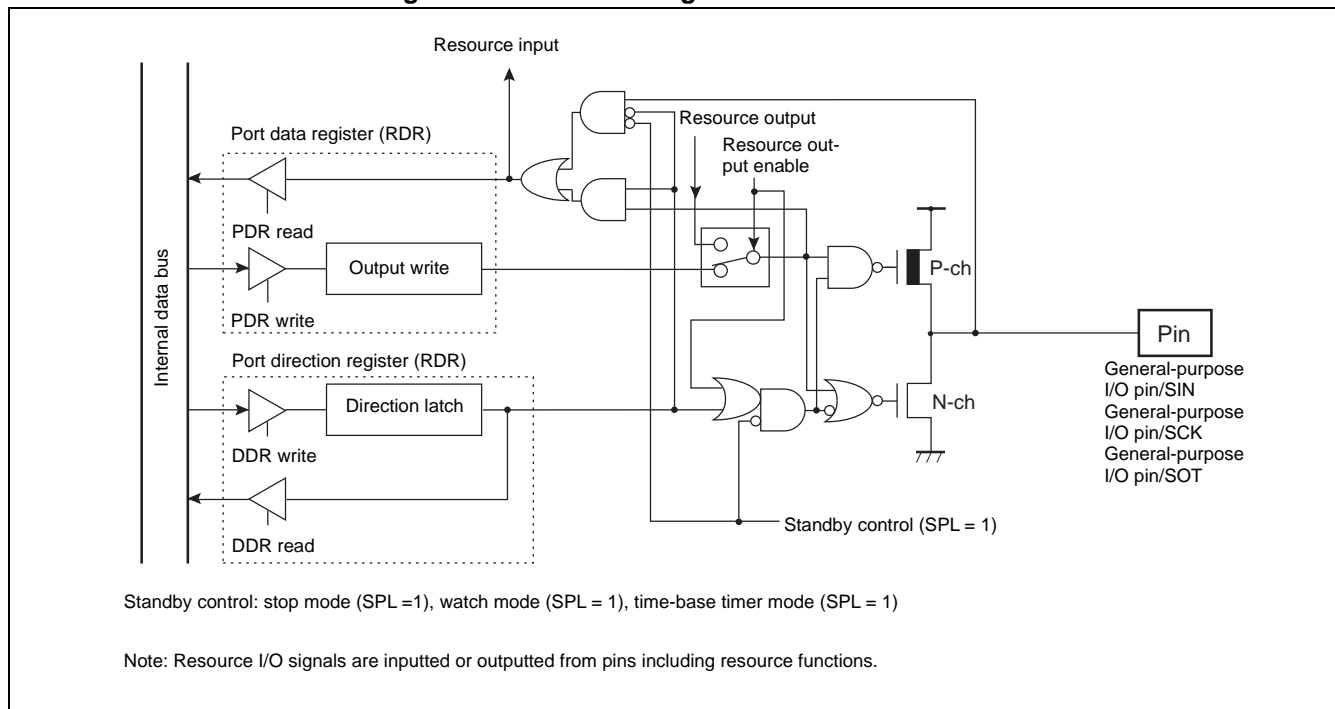 Resource input
Resource output
Port data register (RDR)
Resource out-
put enable
PDR read
Output write
P-ch
PDR write
Internal data bus
Pin
Port direction register (RDR)
General-purpose
I/O pin/SIN
General-purpose
I/O pin/SCK
General-purpose
I/O pin/SOT
Direction latch
N-ch
DDR write
Standby control (SPL = 1)
DDR read
Standby control: stop mode (SPL =1), watch mode (SPL = 1), time-base timer mode (SPL = 1)
Note: Resource I/O signals are inputted or outputted from pins including resource functions.